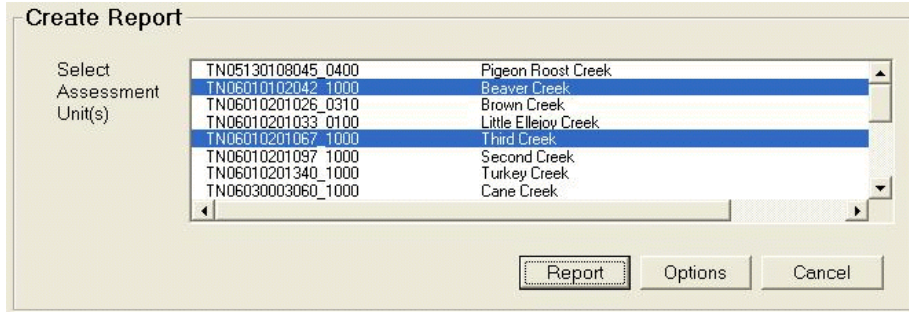 Create Report
Select
Assessment
Unit(s)
TN05130108045_0400 Pigeon Roost Creek
TN06010102042_1000 Beaver Creek
TN06010201026_0310 Brown Creek
TN06010201033_0100 Little Ellejoy Creek
TN06010201067_1000 Third Creek
TN06010201097_1000 Second Creek
TN06010201340_1000 Turkey Creek
TN06030003060_1000 Cane Creek
Report Options Cancel